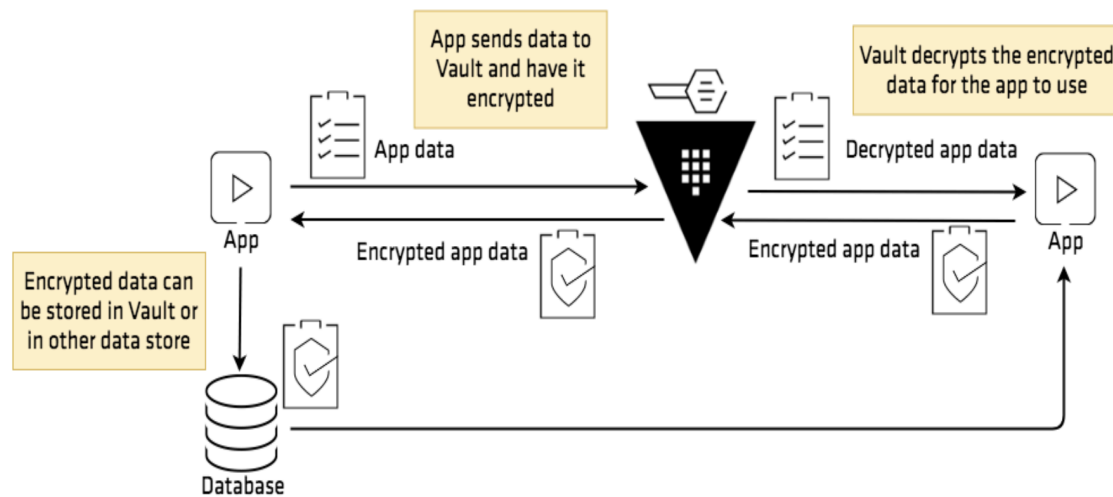 App sends data to
Vault and have it
encrypted
Vault decrypts the encrypted
data for the app to use
App data
Decrypted app data
App
Encrypted app data
Encrypted app data
App
Encrypted data can
be stored in Vault or
in other data store
Database